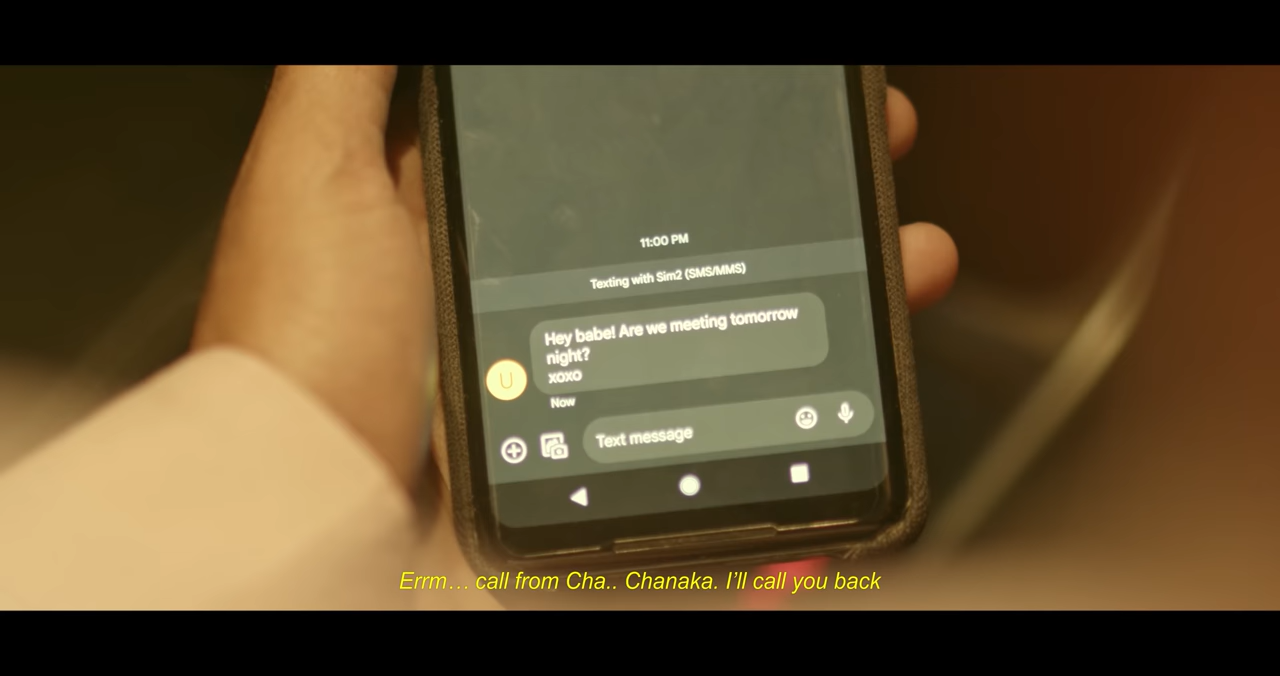 11:00 PM
Texting with Sim2 (SMS/MMS)
Hey babe! Are we meeting tomorrow
night?
xoxo
U
Now
Text message
Errm... call from Cha.. Chanaka. I'll call you back